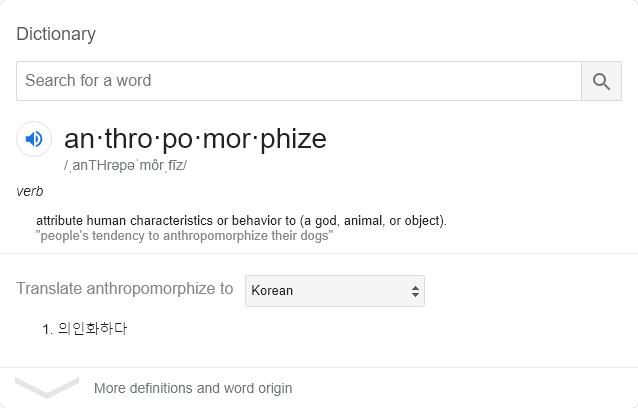 Dictionary
Search for a word
an·thro·po·mor·phize
/ˌanTHrəpəˈmôrˌfīz/
verb
attribute human characteristics or behavior to (a god, animal, or object).
"people's tendency to anthropomorphize their dogs"
Translate anthropomorphize to Korean
1. 의인화하다
More definitions and word origin